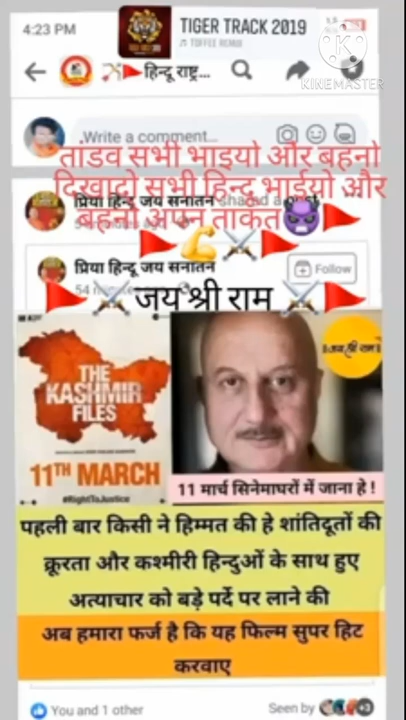 4:23 PM
TIGER TRACK 2019
KINEMASTER
हिन्दू राष्ट्र...
Write a comment...
तांडव सभी भाइयो और बहनो
दिखादो सभी हिन्दू भाईयो और
बहनो अपन ताकत
प्रिया हिन्दू जय सनातन shared a
प्रिया हिन्दू जय सनातन
Follow
54
जय श्री राम
THE
KASHMIR
FILES
11TH MARCH
#RightToJustice
11 मार्च सिनेमाघरों में जाना हे !
पहली बार किसी ने हिम्मत की हे शांतिदूतों की
क्रूरता और कश्मीरी हिन्दुओं के साथ हुए
अत्याचार को बड़े पर्दे पर लाने की
अब हमारा फर्ज है कि यह फिल्म सुपर हिट
करवाए
You and 1 other
Seen by
+3